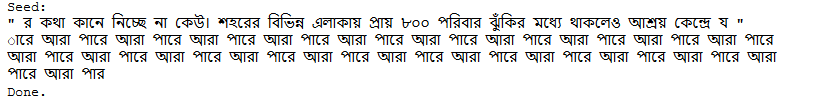 Seed:
" র কথা কানে নিচ্ছে না কেউ। শহরের বিভিন্ন এলাকায় প্রায় ৮০০ পরিবার ঝুঁকির মধ্যে থাকলেও আশ্রয় কেন্দ্রে য "
ারে আরা পারে আরা পারে আরা পারে আরা পারে আরা পারে আরা পারে আরা পারে আরা পারে আরা পারে আরা পারে
আরা পারে আরা পারে আরা পারে আরা পারে আরা পারে আরা পারে আরা পারে আরা পারে আরা পারে আরা পারে আরা
পারে আরা পার
Done.